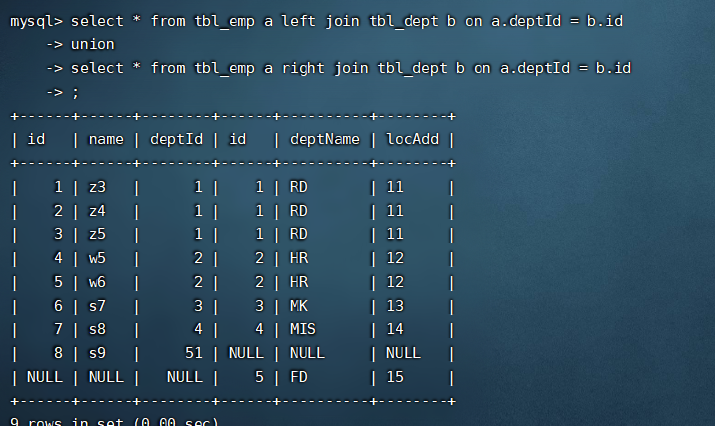 mysql> select * from tbl_emp a left join tbl_dept b on a.deptId = b.id
    -> union
    -> select * from tbl_emp a right join tbl_dept b on a.deptId = b.id
    -> ;
+------+------+--------+------+----------+--------+
| id   | name | deptId | id   | deptName | locAdd |
+------+------+--------+------+----------+--------+
|    1 | z3   |      1 |    1 | RD       | 11     |
|    2 | z4   |      1 |    1 | RD       | 11     |
|    3 | z5   |      1 |    1 | RD       | 11     |
|    4 | w5   |      2 |    2 | HR       | 12     |
|    5 | w6   |      2 |    2 | HR       | 12     |
|    6 | s7   |      3 |    3 | MK       | 13     |
|    7 | s8   |      4 |    4 | MIS      | 14     |
|    8 | s9   |     51 | NULL | NULL     | NULL   |
| NULL | NULL |   NULL |    5 | FD       | 15     |
+------+------+--------+------+----------+--------+
9 rows in set (0.00 sec)